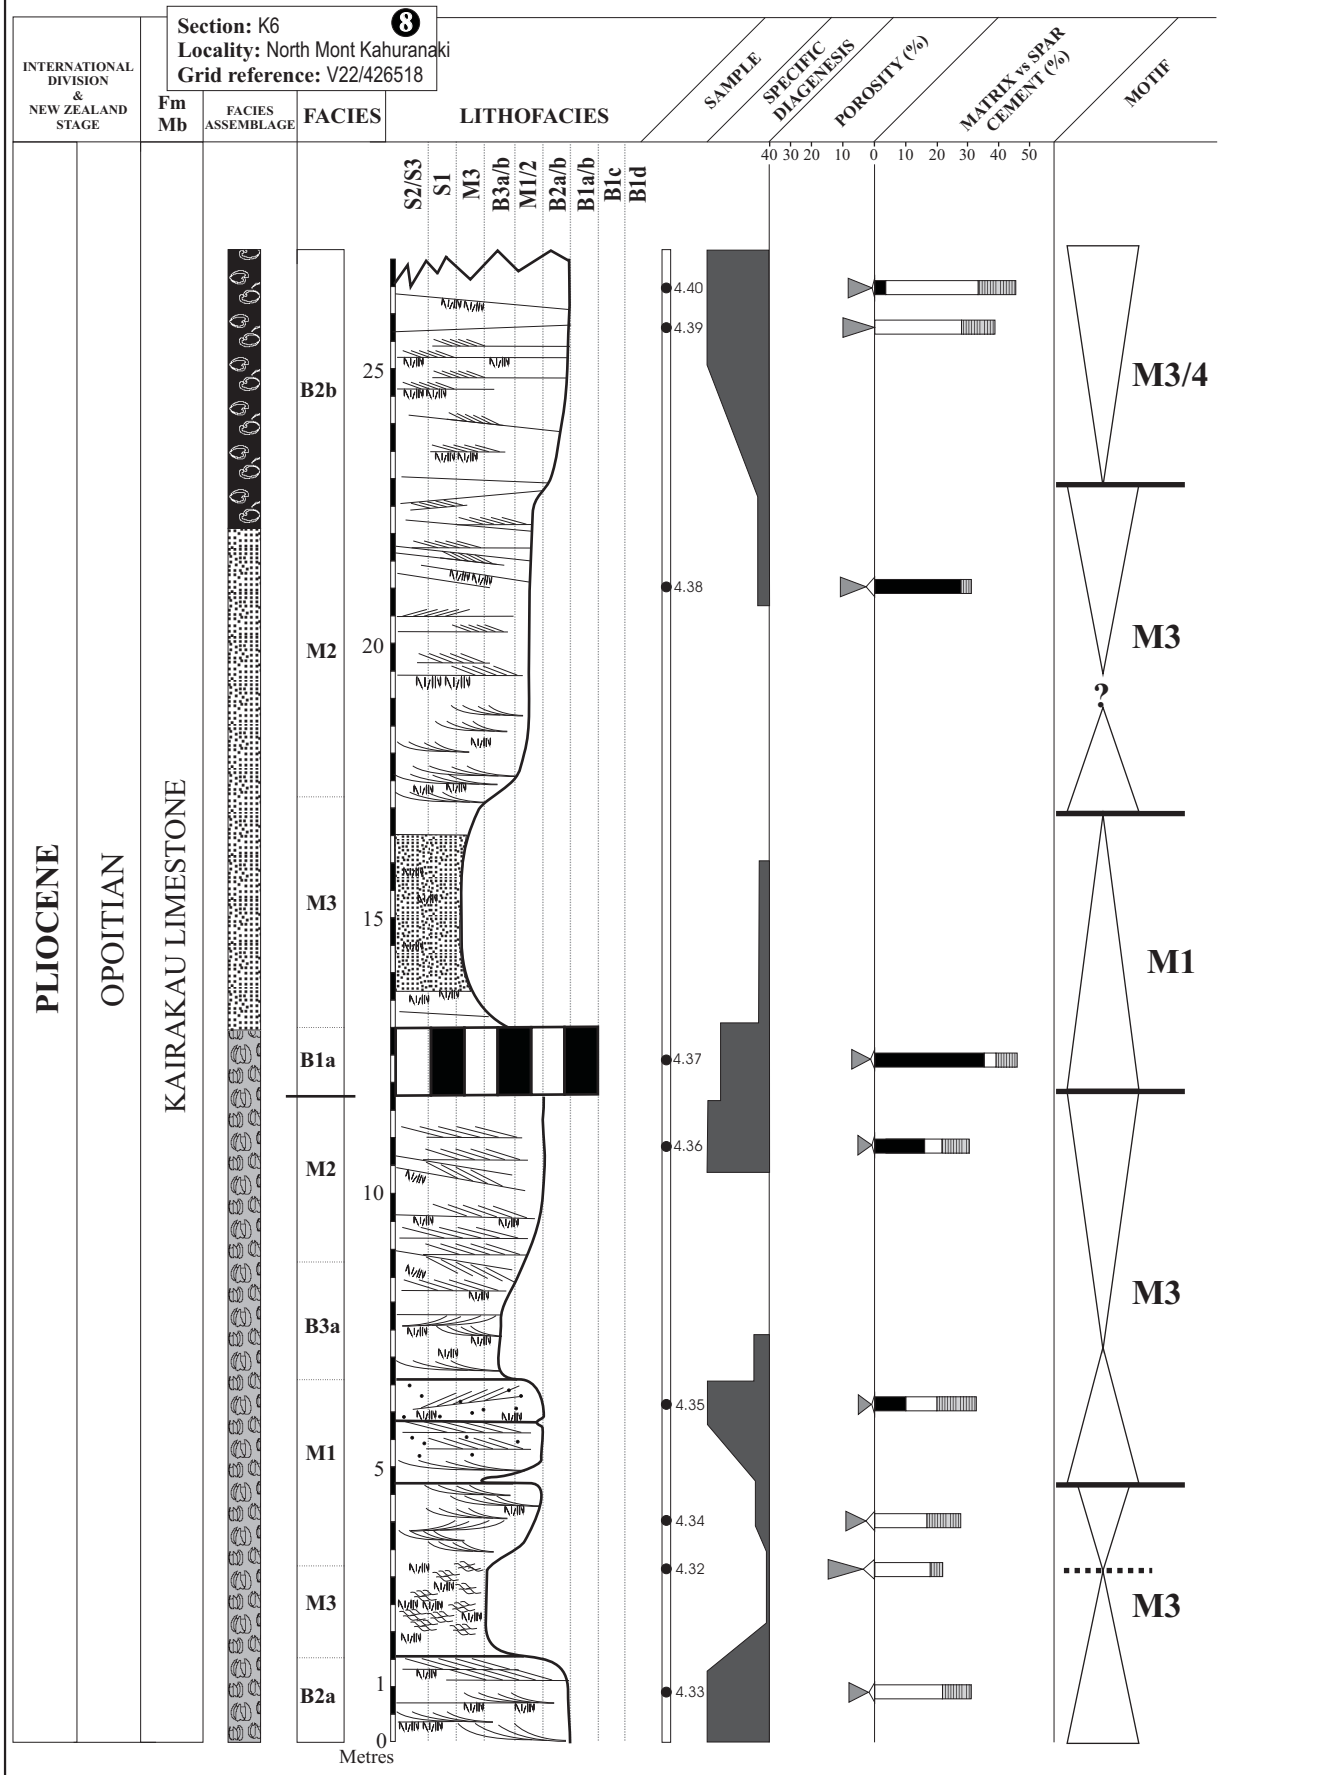 Section: K6 8
Locality: North Mont Kahuranaki
Grid reference: V22/426518
INTERNATIONAL
DIVISION
&
NEW ZEALAND
STAGE
Fm
Mb
FACIES
ASSEMBLAGE
FACIES
LITHOFACIES
SAMPLE
SPECIFIC
DIAGENESIS
POROSITY (%)
MATRIX vs SPAR
CEMENT (%)
MOTIF
S2/S3
S1
M3
B3a/b
M1/2
B2a/b
B1a/b
B1c
B1d
40 30 20 10 0 10 20 30 40 50
PLIOCENE
OPOITIAN
KAIRAKAU LIMESTONE
B2b
M2
M3
B1a
M2
B3a
M1
M3
B2a
25
20
15
10
5
1
0
Metres
4.40
4.39
4.38
4.37
4.36
4.35
4.34
4.32
4.33
M3/4
M3
?
M1
M3
M3